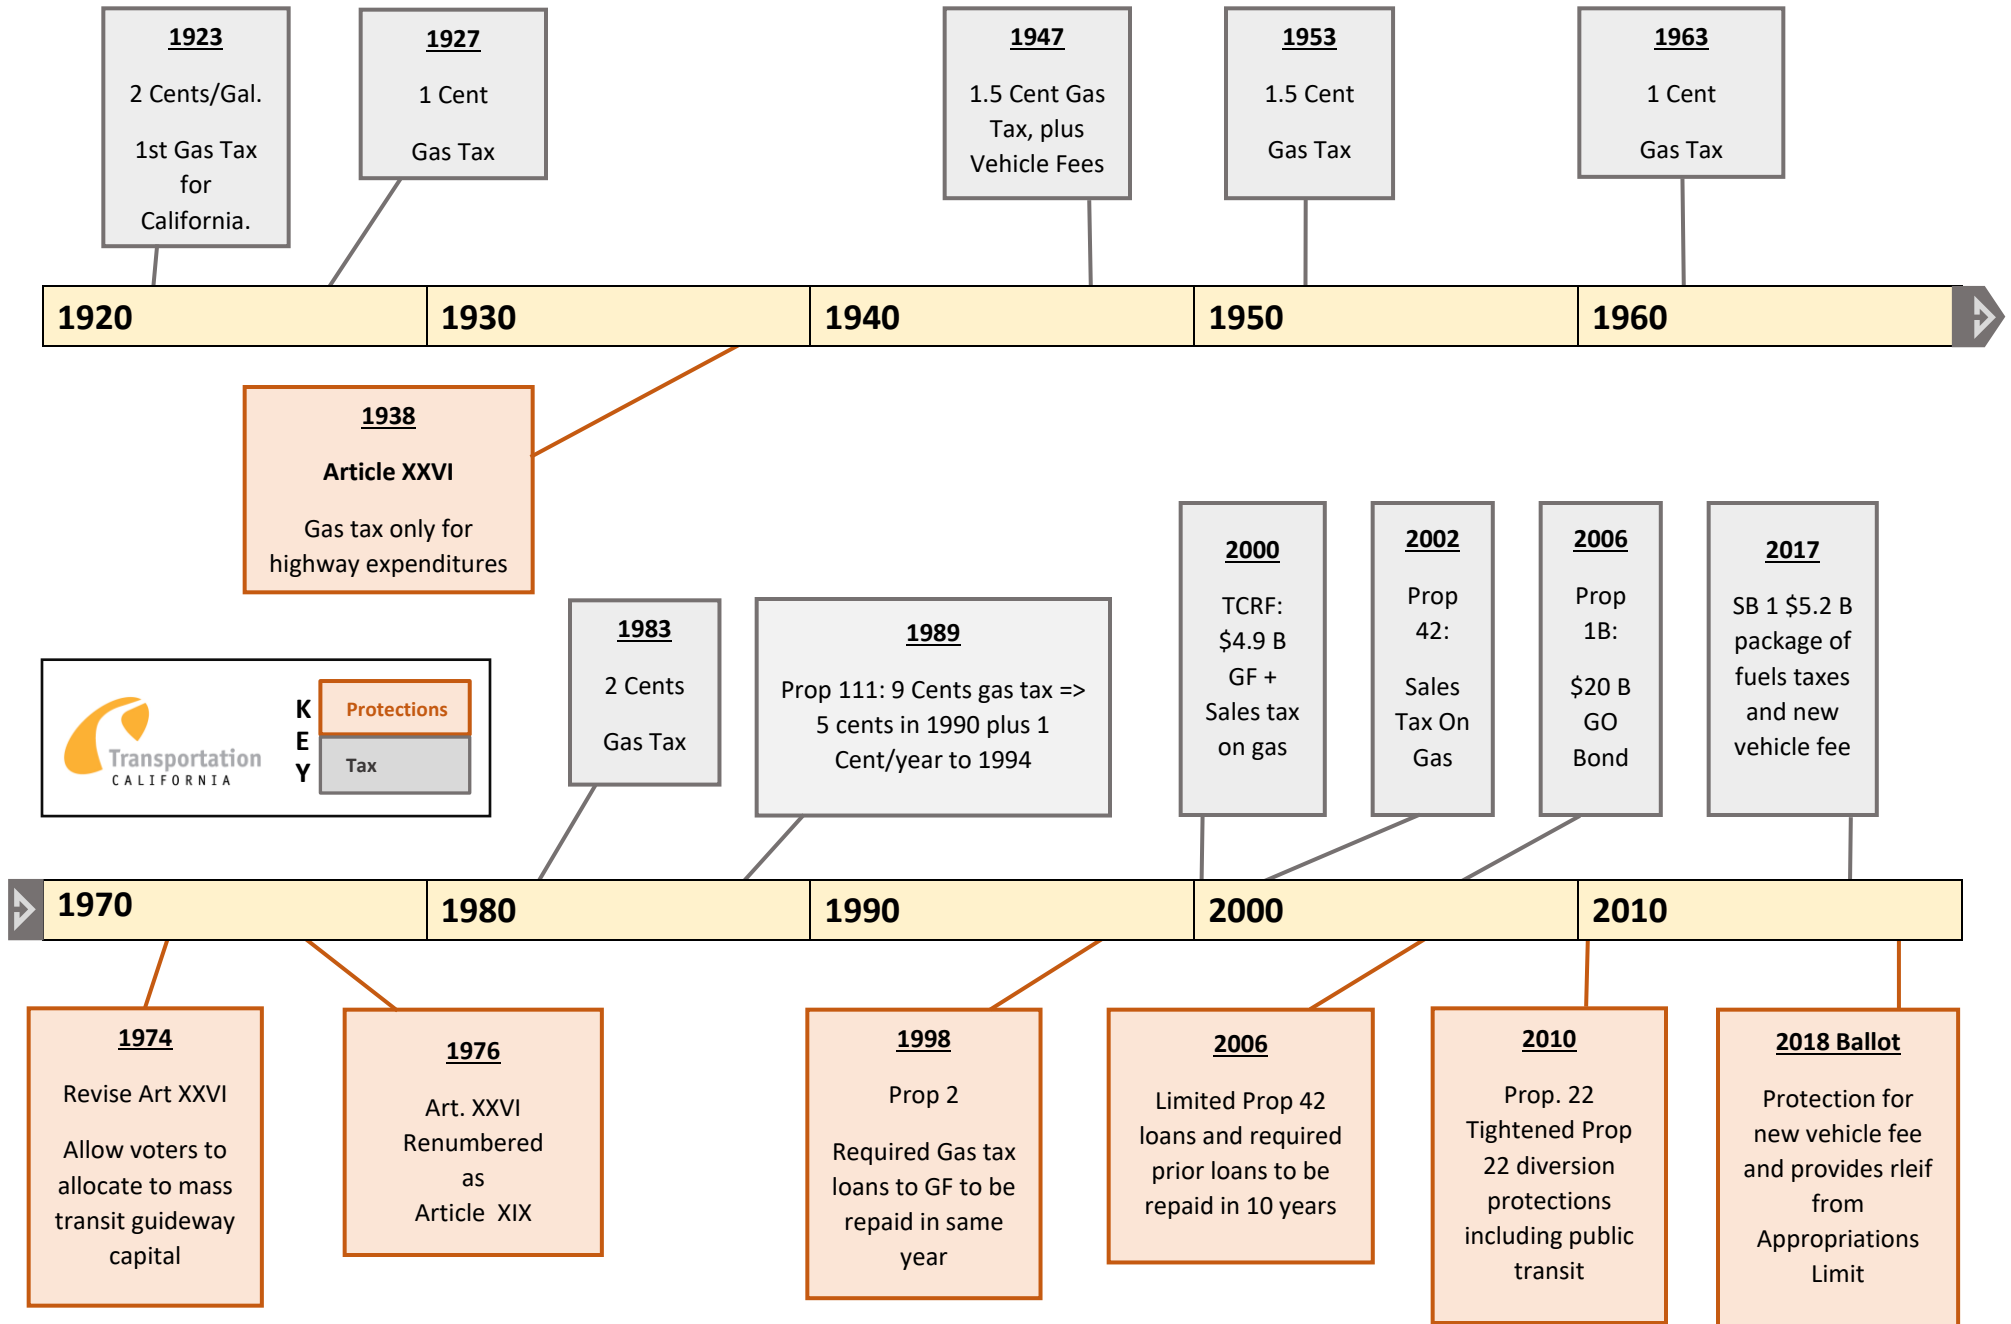 1923
2 Cents/Gal.
1st Gas Tax
for
California.
1927
1 Cent
Gas Tax
1947
1.5 Cent Gas
Tax, plus
Vehicle Fees
1953
1.5 Cent
Gas Tax
1963
1 Cent
Gas Tax
1920
1930
1940
1950
1960
1938
Article XXVI
Gas tax only for
highway expenditures
Transportation
CALIFORNIA
K
E
Y
Protections
Tax
1983
2 Cents
Gas Tax
1989
Prop 111: 9 Cents gas tax =>
5 cents in 1990 plus 1
Cent/year to 1994
2000
TCRF:
$4.9 B
GF +
Sales tax
on gas
2002
Prop
42:
Sales
Tax On
Gas
2006
Prop
1B:
$20 B
GO
Bond
2017
SB 1 $5.2 B
package of
fuels taxes
and new
vehicle fee
1970
1980
1990
2000
2010
1974
Revise Art XXVI
Allow voters to
allocate to mass
transit guideway
capital
1976
Art. XXVI
Renumbered
as
Article XIX
1998
Prop 2
Required Gas tax
loans to GF to be
repaid in same
year
2006
Limited Prop 42
loans and required
prior loans to be
repaid in 10 years
2010
Prop. 22
Tightened Prop
22 diversion
protections
including public
transit
2018 Ballot
Protection for
new vehicle fee
and provides rleif
from
Appropriations
Limit